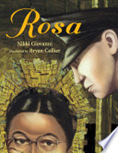 Rosa
Nikki Giovanni
Illustrated by Bryan Collier